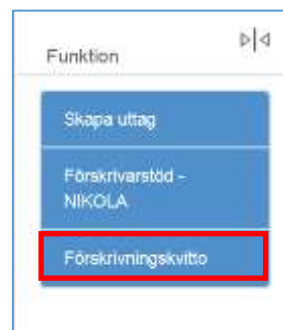 Funktion
Skapa uttag
Förskrivarstöd -
NIKOLA
Förskrivningskvitto